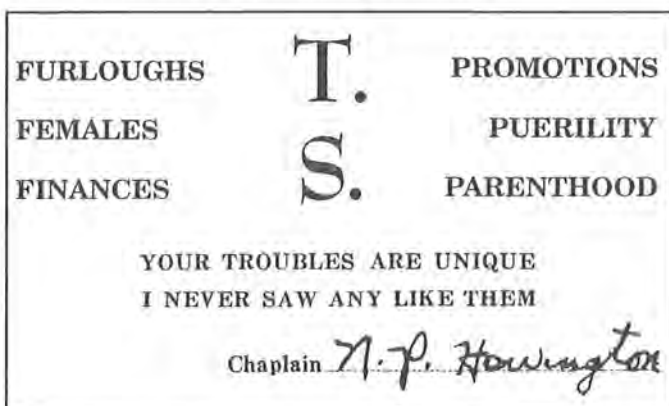 FURLOUGHS T. PROMOTIONS
FEMALES PUERILITY
FINANCES S. PARENTHOOD
YOUR TROUBLES ARE UNIQUE
I NEVER SAW ANY LIKE THEM
Chaplain N. P. Howington